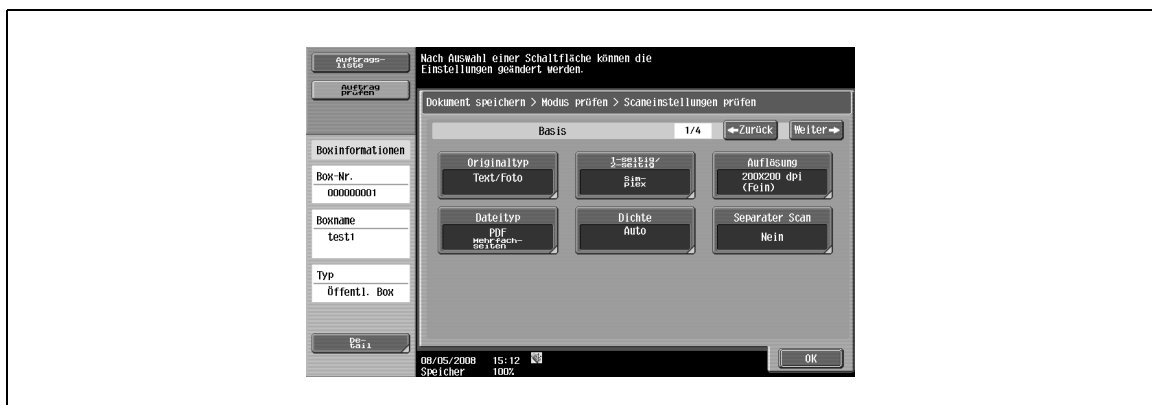 Auftrags-
liste
Auftrag
prüfen
Nach Auswahl einer Schaltfläche können die
Einstellungen geändert werden.
Dokument speichern > Modus prüfen > Scaneinstellungen prüfen
Basis 1/4 ←Zurück Weiter→
Boxinformationen
Box-Nr.
000000001
Boxname
test1
Typ
Öffentl. Box
De-
tail
Originaltyp
Text/Foto
1-seitig/
2-seitig
Sim-
plex
Auflösung
200X200 dpi
(Fein)
Dateityp
PDF
Mehrfach-
seiten
Dichte
Auto
Separater Scan
Nein
08/05/2008 15:12
Speicher 100%
OK